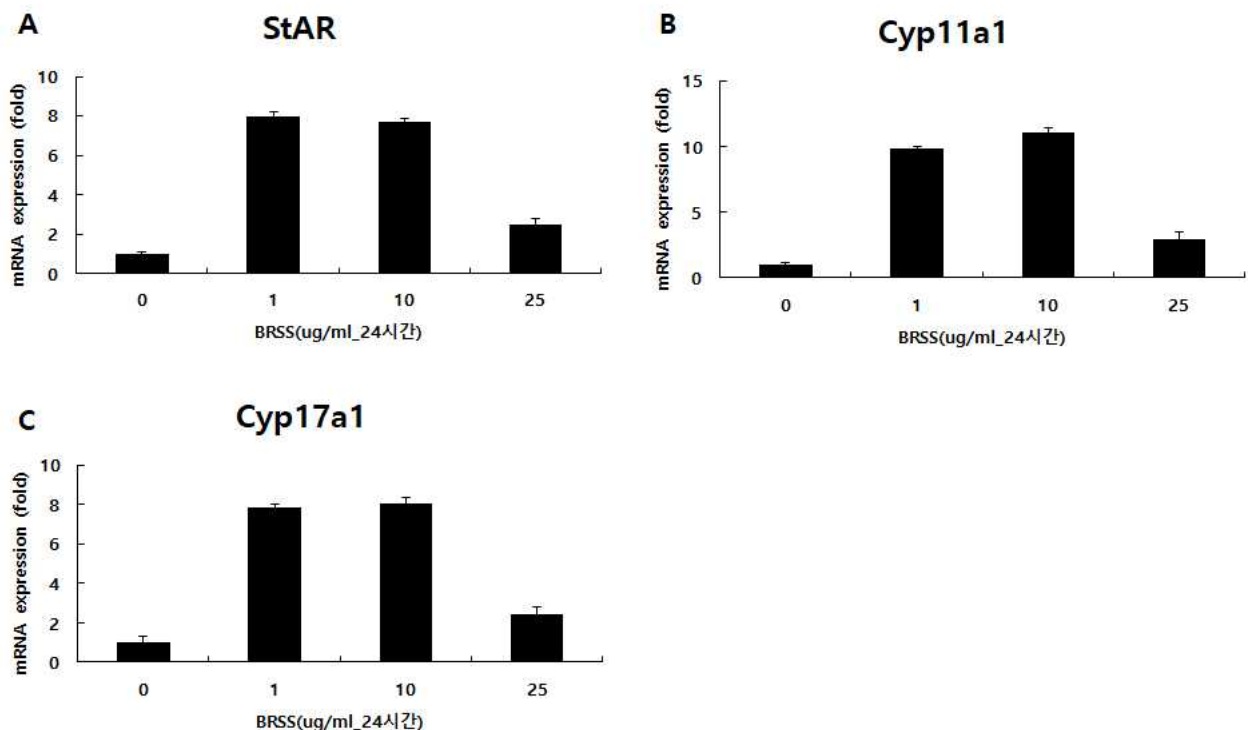 A
StAR
mRNA expression (fold)
10
8
6
4
2
0
0 1 10 25
BRSS(ug/ml_24시간)
B
Cyp11a1
mRNA expression (fold)
15
10
5
0
0 1 10 25
BRSS(ug/ml_24시간)
C
Cyp17a1
mRNA expression (fold)
10
8
6
4
2
0
0 1 10 25
BRSS(ug/ml_24시간)